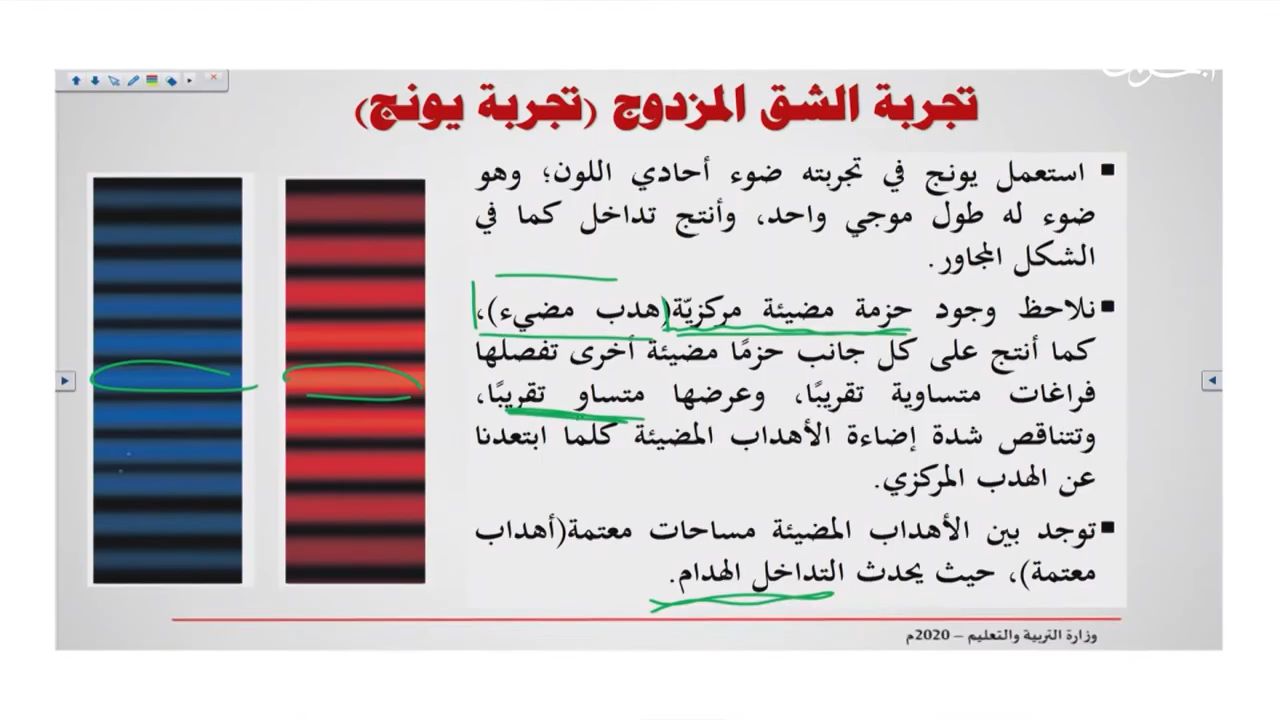 تجربة الشق المزدوج (تجربة يونج)
استعمل يونج في تجربته ضوء أحادي اللون؛ وهو
ضوء له طول موجي واحد، وأنتج تداخل كما في
الشكل المجاور.
نلاحظ وجود حزمة مضيئة مركزيّة(هدب مضيء)،
كما أنتج على كل جانب حزمًا مضيئة أخرى تفصلها
فراغات متساوية تقريبًا، وعرضها متساو تقريبًا،
وتتناقص شدة إضاءة الأهداب المضيئة كلما ابتعدنا
عن الهدب المركزي.
توجد بين الأهداب المضيئة مساحات معتمة(أهداب
معتمة)، حيث يحدث التداخل الهدام.
وزارة التربية والتعليم – 2020م